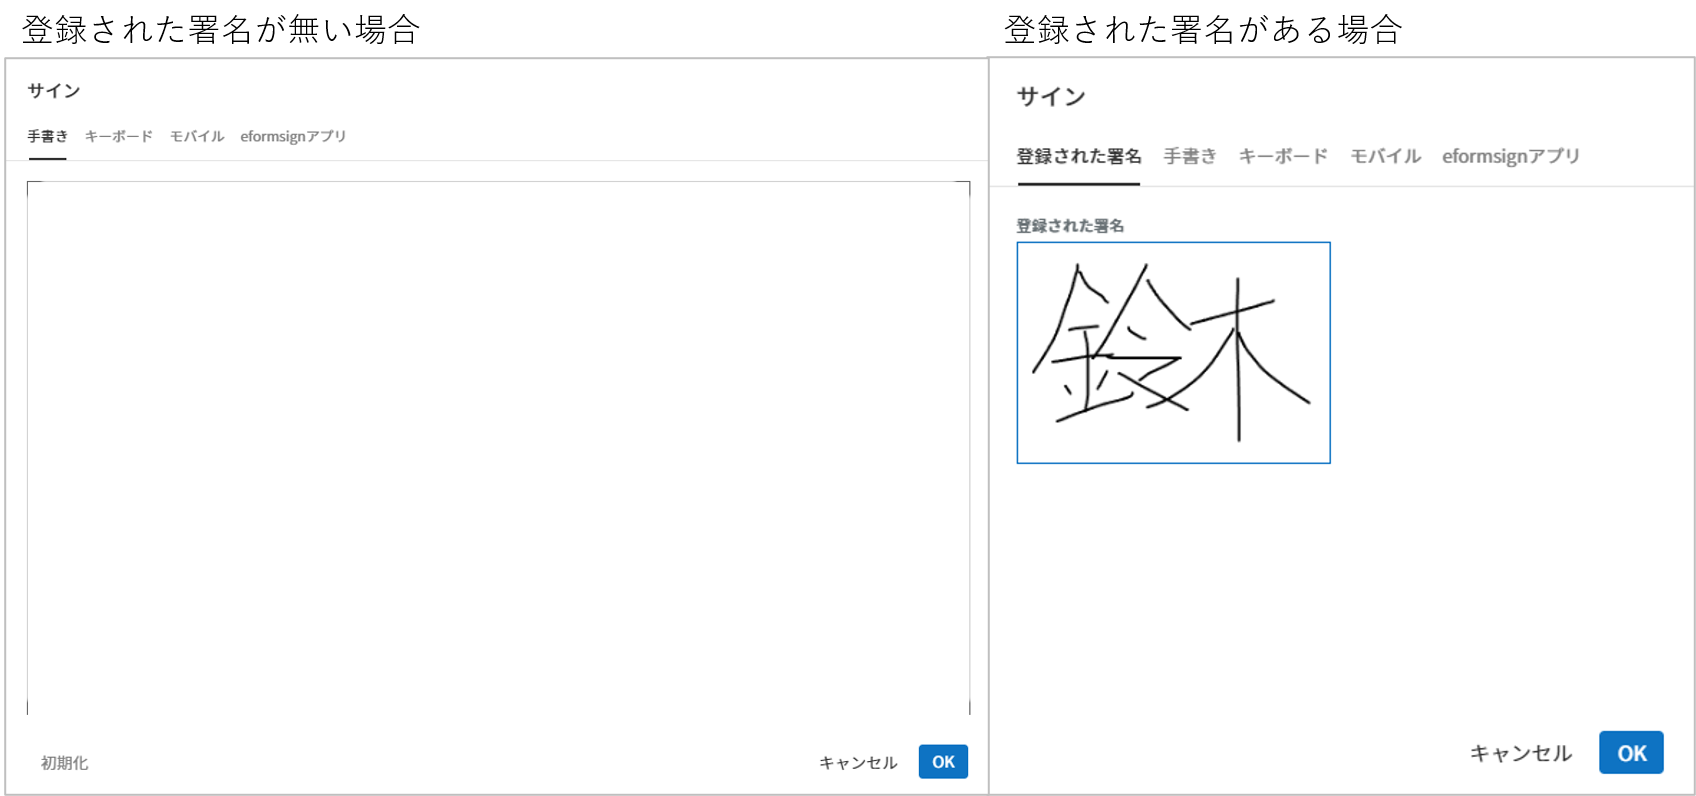 登録された署名が無い場合
サイン
手書き キーボード モバイル eformsignアプリ
初期化 キャンセル OK
登録された署名がある場合
サイン
登録された署名 手書き キーボード モバイル eformsignアプリ
登録された署名
鈴木
キャンセル OK